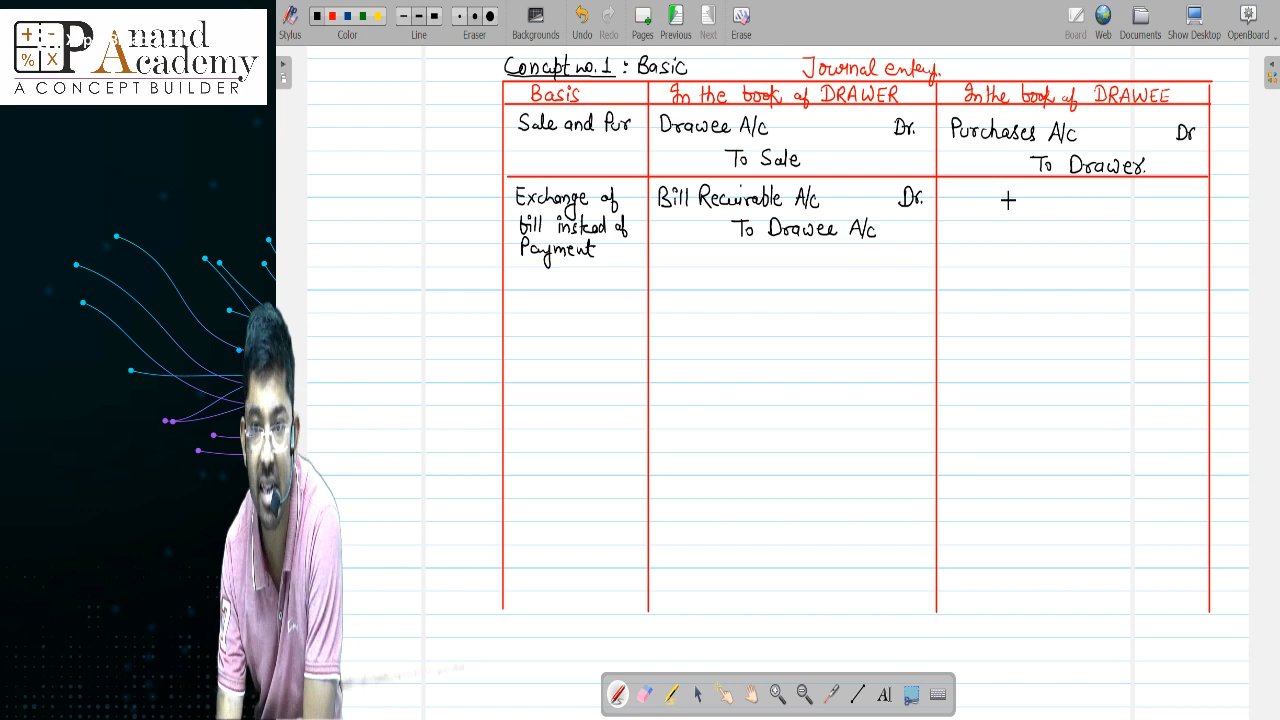 Anand
Academy
A CONCEPT BUILDER
Color
Line
Eraser
Backgrounds
Undo
Redo
Pages
Previous
Next
Erase
Board
Web
Documents
Show Desktop
OpenBoard
Concept no. 1 : Basic
Journal entry.
Basis
In the book of DRAWER
In the book of DRAWEE
Sale and Pur
Drawee A/c Dr.
To Sale
Purchases A/c Dr
To Drawer.
Exchange of
bill instead of
Payment
Bill Receivable A/c Dr.
To Drawee A/c